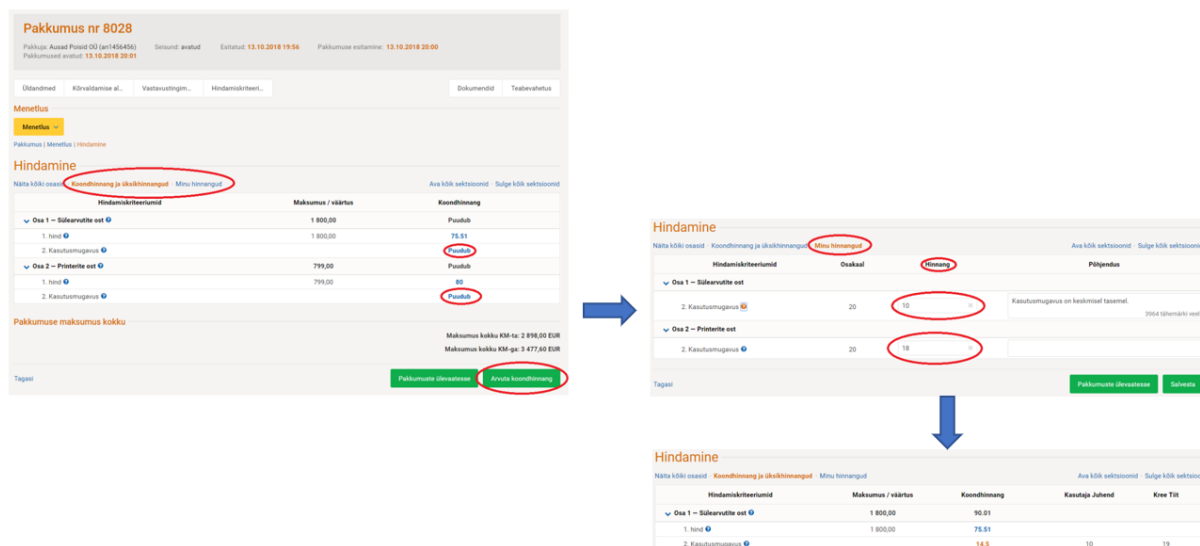 Pakkumus nr 8028
Pakkuja: Ausad Poisid OÜ (an1456456) Seisund: avatud Esitatud: 13.10.2018 19:56 Pakkumuse esitamine: 13.10.2018 20:00
Pakkumused avatud: 13.10.2018 20:01
Üldandmed Kõrvaldamise al... Vastavustingim... Hindamiskriteeri... Dokumendid Teabevahetus
Menetlus
Menetlus
Pakkumus | Menetlus | Hindamine
Hindamine
Näita kõiki osasid · Koondhinnang ja üksikhinnangud · Minu hinnangud Ava kõik sektsioonid · Sulge kõik sektsioonid
Hindamiskriteeriumid Maksumus / väärtus Koondhinnang
Osa 1 — Sülearvutite ost 1 800,00 Puudub
1. hind 1 800,00 75.51
2. Kasutusmugavus Puudub
Osa 2 — Printerite ost 799,00 Puudub
1. hind 799,00 80
2. Kasutusmugavus Puudub
Pakkumuse maksumus kokku
Maksumus kokku KM-ta: 2 898,00 EUR
Maksumus kokku KM-ga: 3 477,60 EUR
Tagasi Pakkumuste ülevaatesse Arvuta koondhinnang
Hindamine
Näita kõiki osasid · Koondhinnang ja üksikhinnangud · Minu hinnangud Ava kõik sektsioonid · Sulge kõik sektsioonid
Hindamiskriteeriumid Osakaal Hinnang Põhjendus
Osa 1 — Sülearvutite ost
2. Kasutusmugavus 20 10 Kasutusmugavus on keskmisel tasemel.
3964 tähemärki veel
Osa 2 — Printerite ost
2. Kasutusmugavus 20 18
Tagasi Pakkumuste ülevaatesse Salvesta
Hindamine
Näita kõiki osasid · Koondhinnang ja üksikhinnangud · Minu hinnangud Ava kõik sektsioonid · Sulge kõik sektsioo
Hindamiskriteeriumid Maksumus / väärtus Koondhinnang Kasutaja Juhend Kree Tiit
Osa 1 — Sülearvutite ost 1 800,00 90.01
1. hind 1 800,00 75.51
2. Kasutusmugavus 14.5 10 19